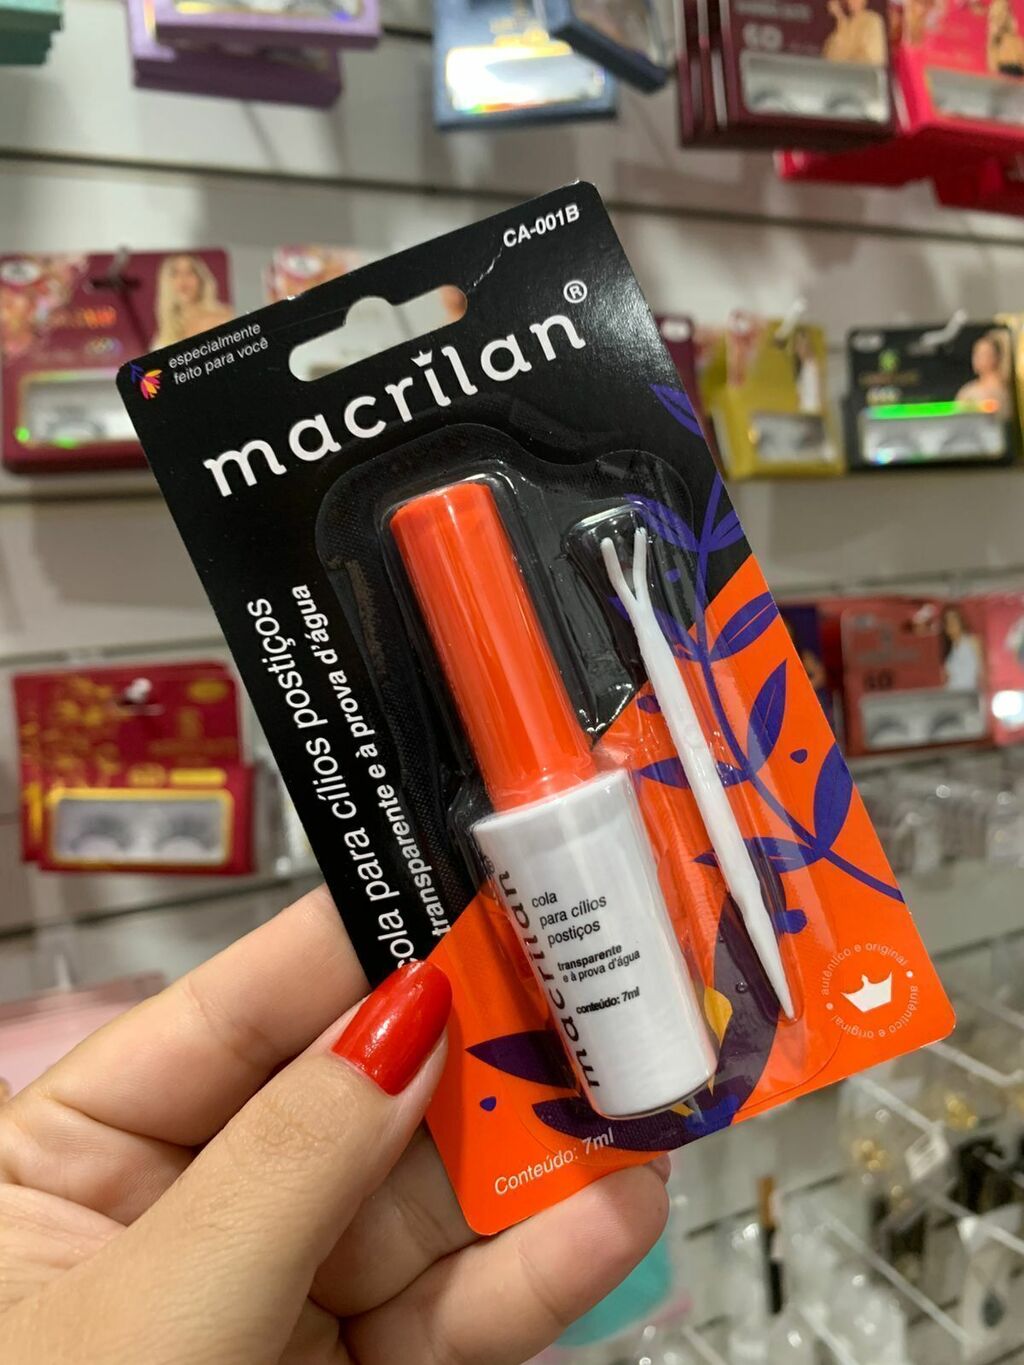 CA-001B
especialmente
feito para você
macrilan®
cola para cílios postiços
transparente e à prova d'água
macrilan
cola
para cílios
postiços
transparente
e à prova d'água
conteúdo: 7ml
autêntico e original • autêntico e original •
Conteúdo: 7ml